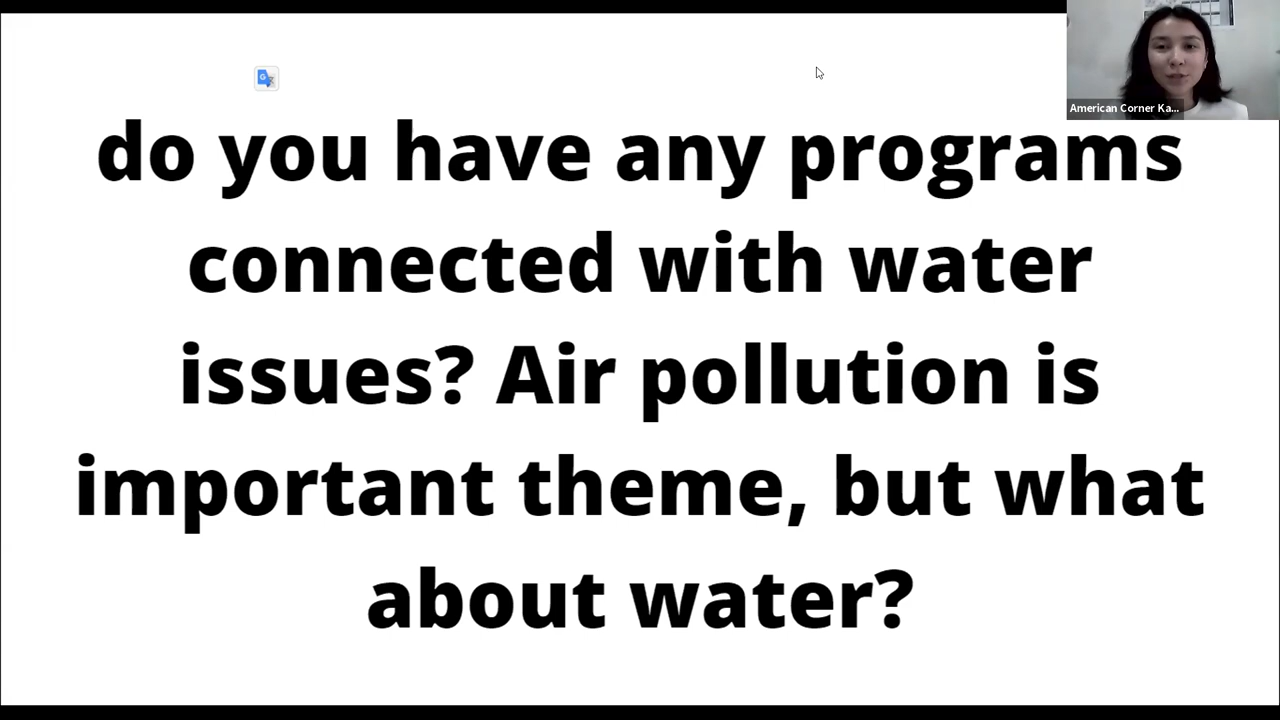 American Corner Ka...
do you have any programs
connected with water
issues? Air pollution is
important theme, but what
about water?